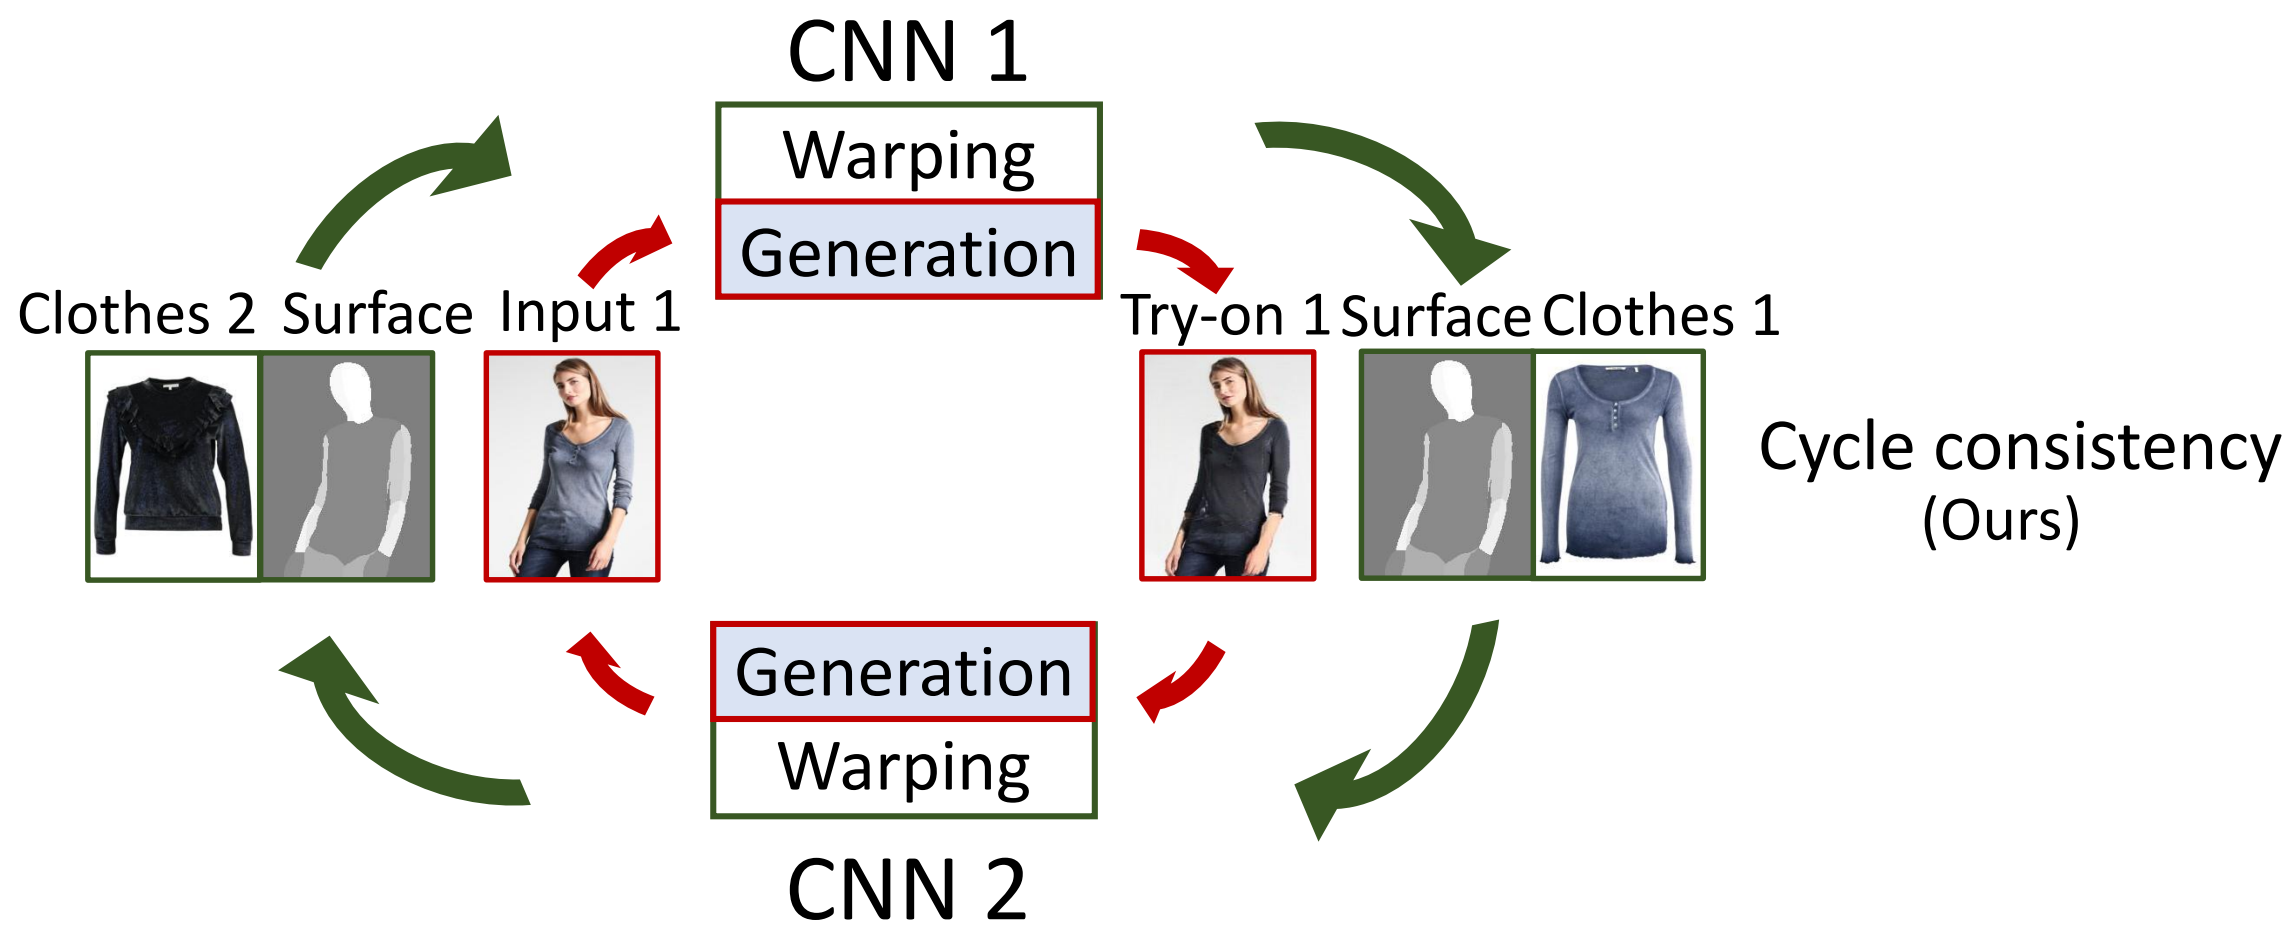 CNN 1
Warping
Generation
Clothes 2 Surface Input 1
Try-on 1 Surface Clothes 1
Cycle consistency
(Ours)
Generation
Warping
CNN 2